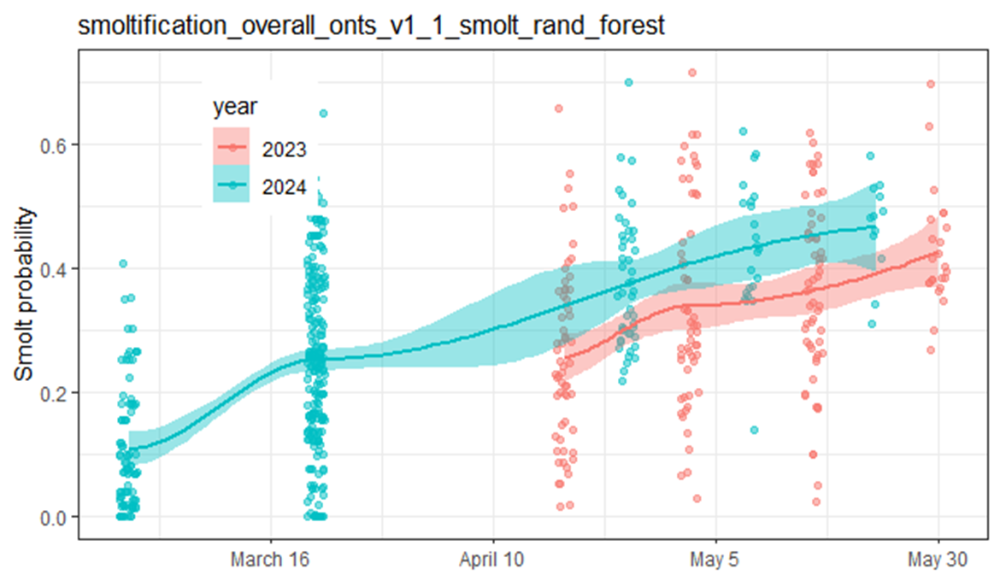 smoltification_overall_onts_v1_1_smolt_rand_forest
year
2023
2024
Smolt probability
0.6
0.4
0.2
0.0
March 16
April 10
May 5
May 30